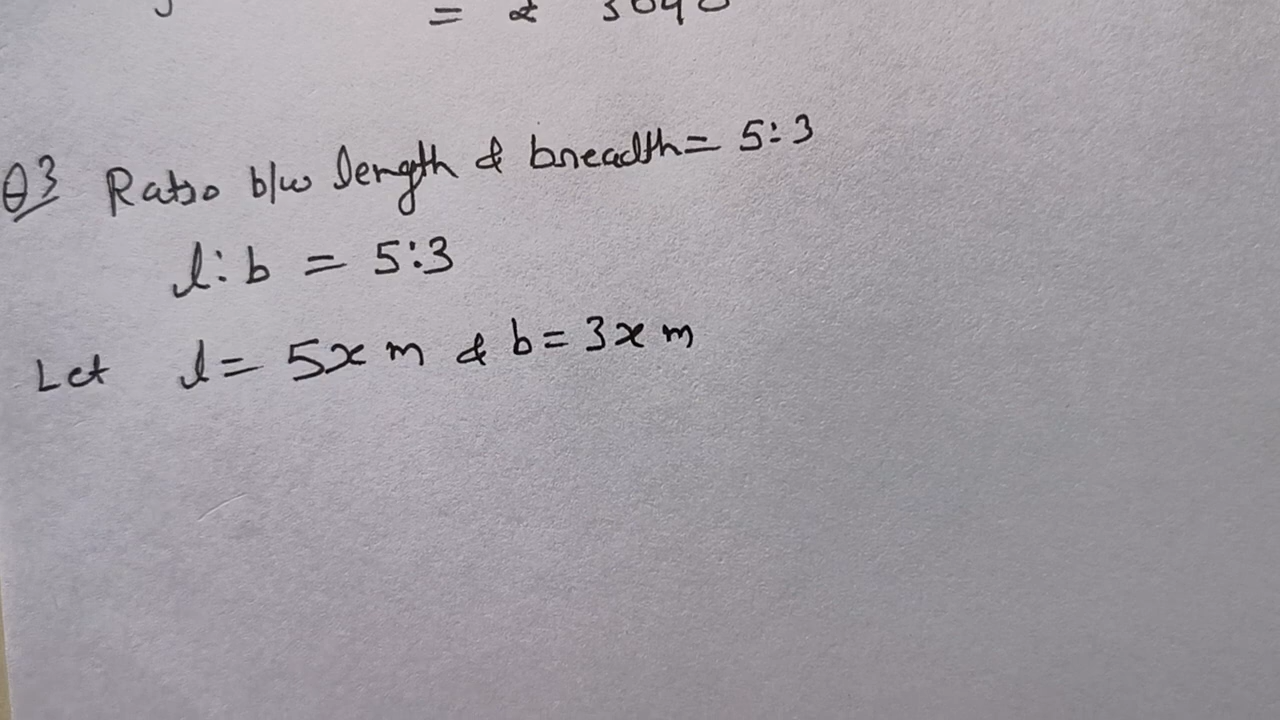 Q3 Ratio b/w length & breadth = 5:3
l:b = 5:3
Let l = 5x m & b = 3x m